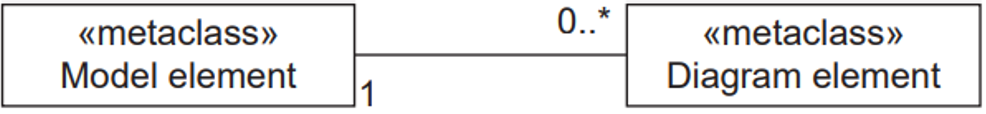 «metaclass»
Model element
1
0..*
«metaclass»
Diagram element